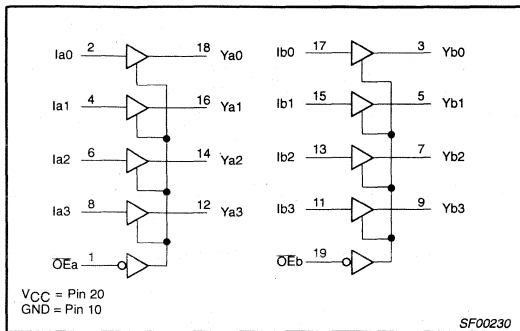 Ia0 2 18 Ya0 Ib0 17 3 Yb0
Ia1 4 16 Ya1 Ib1 15 5 Yb1
Ia2 6 14 Ya2 Ib2 13 7 Yb2
Ia3 8 12 Ya3 Ib3 11 9 Yb3
OEa 1 OEb 19
VCC = Pin 20
GND = Pin 10
SF00230